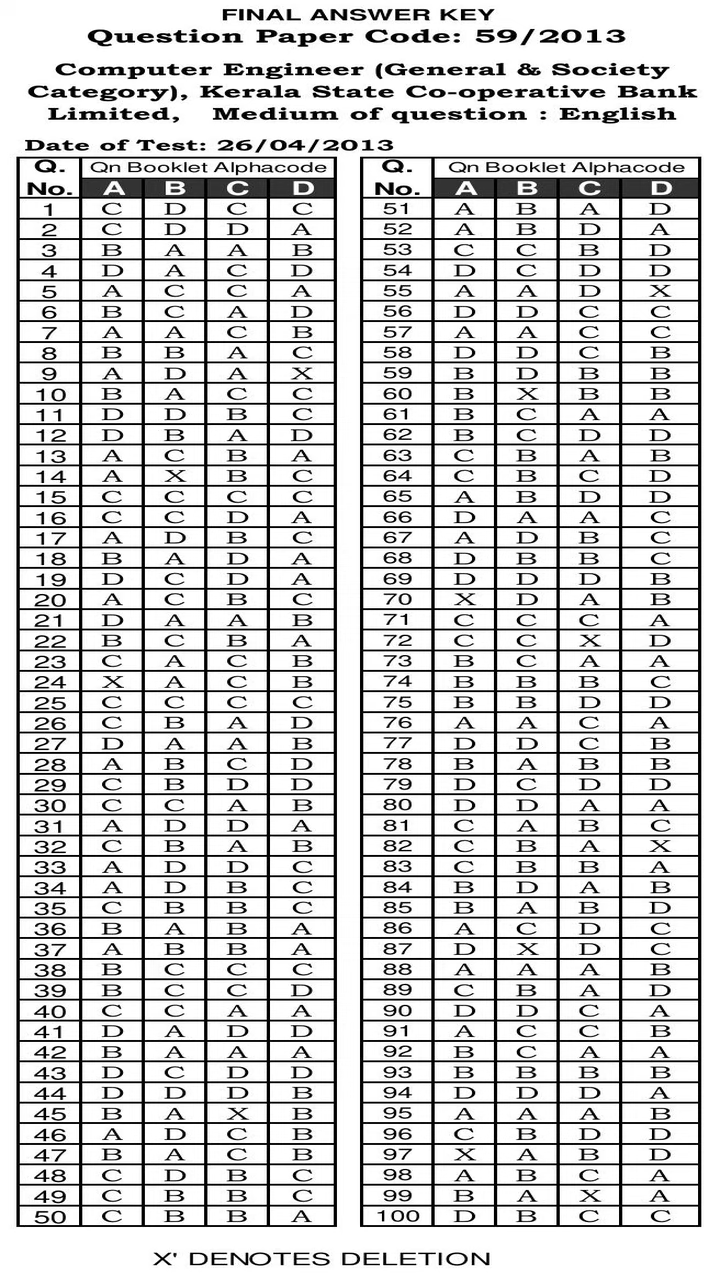 FINAL ANSWER KEY
Question Paper Code: 59/2013
Computer Engineer (General & Society
Category), Kerala State Co-operative Bank
Limited, Medium of question : English
Date of Test: 26/04/2013
Q. Qn Booklet Alphacode Q. Qn Booklet Alphacode
No. A B C D No. A B C D
1 C D C C 51 A B A D
2 C D D A 52 A B D A
3 B A A B 53 C C B D
4 D A C D 54 D C D D
5 A C C A 55 A A D X
6 B C A D 56 D D C C
7 A A C B 57 A A C C
8 B B A C 58 D D C B
9 A D A X 59 B D B B
10 B A C C 60 B X B B
11 D D B C 61 B C A A
12 D B A D 62 B C D D
13 A C B A 63 C B A B
14 A X B C 64 C B C D
15 C C C C 65 A B D D
16 C C D A 66 D A A C
17 A D B C 67 A D B C
18 B A D A 68 D B B C
19 D C D A 69 D D D B
20 A C B C 70 X D A B
21 D A A B 71 C C C A
22 B C B A 72 C C X D
23 C A C B 73 B C A A
24 X A C B 74 B B B C
25 C C C C 75 B B D D
26 C B A D 76 A A C A
27 D A A B 77 D D C B
28 A B C D 78 B A B B
29 C B D D 79 D C D D
30 C C A B 80 D D A A
31 A D D A 81 C A B C
32 C B A B 82 C B A X
33 A D D C 83 C B B A
34 A D B C 84 B D A B
35 C B B C 85 B A B D
36 B A B A 86 A C D C
37 A B B A 87 D X D C
38 B C C C 88 A A A B
39 B C C D 89 C B A D
40 C C A A 90 D D C A
41 D A D D 91 A C C B
42 B A A A 92 B C A A
43 D C D D 93 B B B B
44 D D D B 94 D D D A
45 B A X B 95 A A A B
46 A D C B 96 C B D D
47 B A C B 97 X A B D
48 C D B C 98 A B C A
49 C B B C 99 B A X A
50 C B B A 100 D B C C
X' DENOTES DELETION